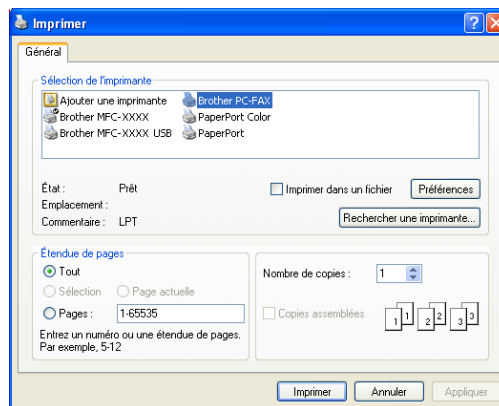 Imprimer
Général
Sélection de l'imprimante
Ajouter une imprimante Brother PC-FAX
Brother MFC-XXXX PaperPort Color
Brother MFC-XXXX USB PaperPort
État : Prêt Imprimer dans un fichier Préférences
Emplacement :
Commentaire : LPT Rechercher une imprimante...
Étendue de pages
Tout Nombre de copies : 1
Sélection Page actuelle
Pages : 1-65535 Copies assemblées 1 1 2 2 3 3
Entrez un numéro ou une étendue de pages.
Par exemple, 5-12
Imprimer Annuler Appliquer